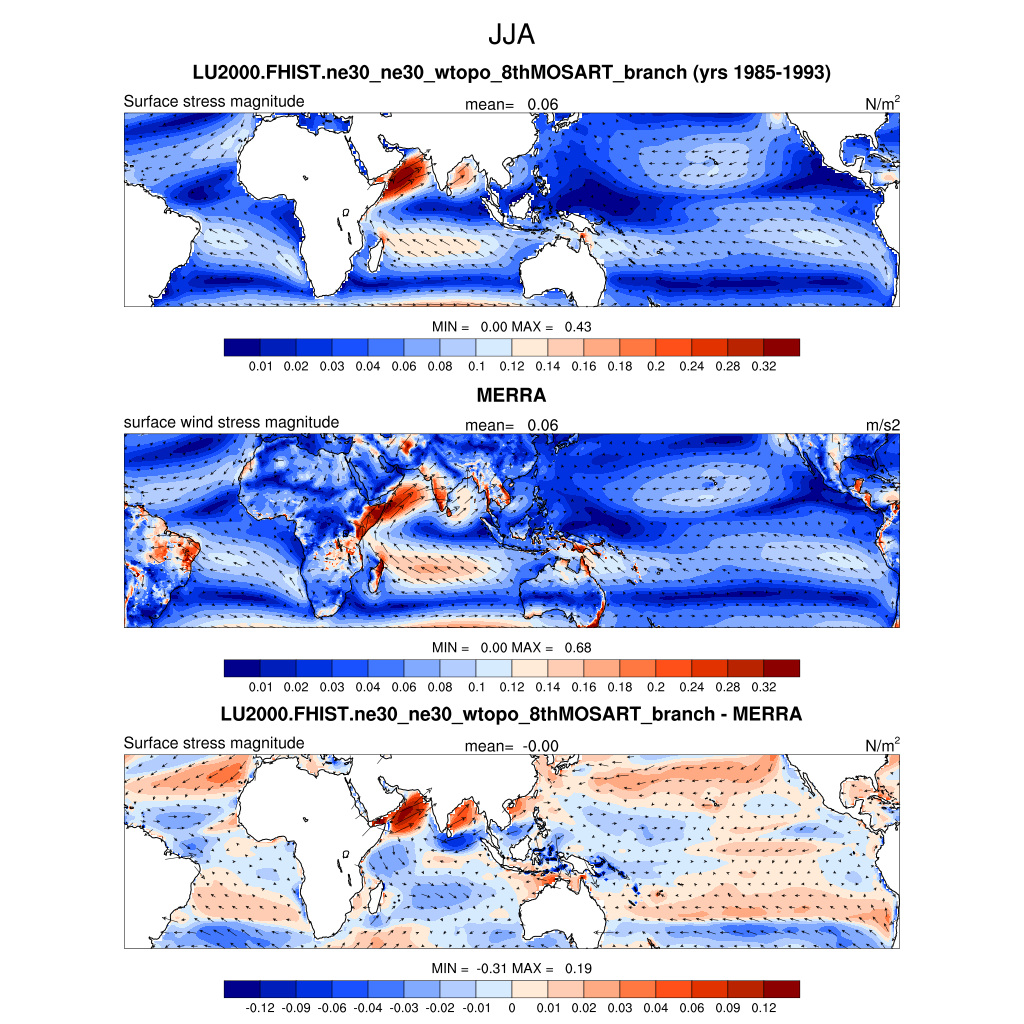 JJA
LU2000.FHIST.ne30_ne30_wtopo_8thMOSART_branch (yrs 1985-1993)
Surface stress magnitude mean= 0.06 N/m2
MIN = 0.00 MAX = 0.43
0.01 0.02 0.03 0.04 0.06 0.08 0.1 0.12 0.14 0.16 0.18 0.2 0.24 0.28 0.32
MERRA
surface wind stress magnitude mean= 0.06 m/s2
MIN = 0.00 MAX = 0.68
0.01 0.02 0.03 0.04 0.06 0.08 0.1 0.12 0.14 0.16 0.18 0.2 0.24 0.28 0.32
LU2000.FHIST.ne30_ne30_wtopo_8thMOSART_branch - MERRA
Surface stress magnitude mean= -0.00 N/m2
MIN = -0.31 MAX = 0.19
-0.12 -0.09 -0.06 -0.04 -0.03 -0.02 -0.01 0 0.01 0.02 0.03 0.04 0.06 0.09 0.12